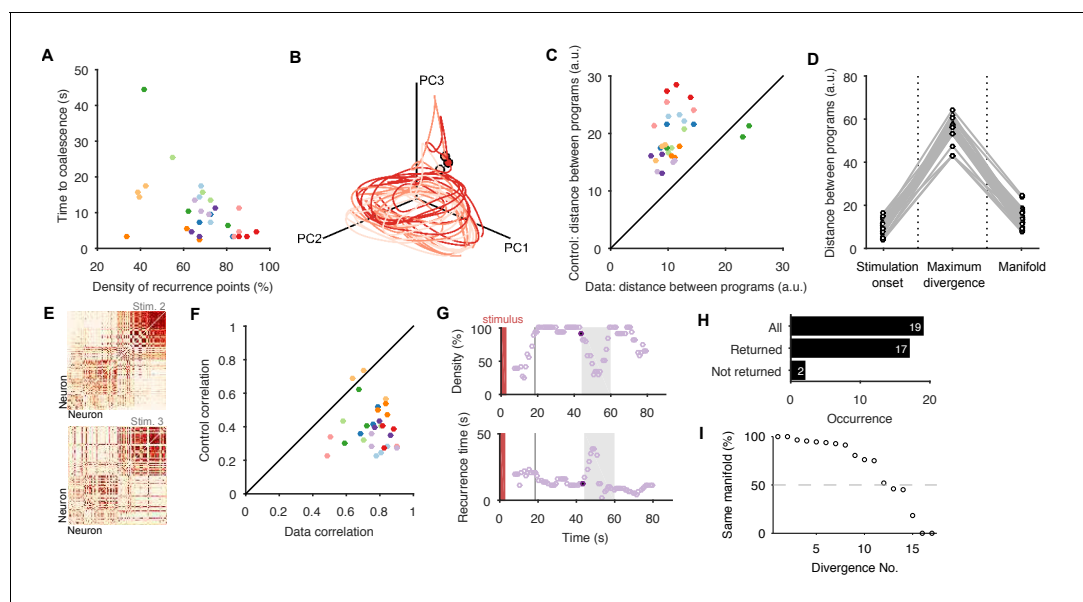 A
Time to coalescence (s)
50
40
30
20
10
0
20
40
60
80
100
Density of recurrence points (%)
B
PC3
PC2
PC1
C
Control: distance between programs (a.u.)
30
20
10
0
0
10
20
30
Data: distance between programs (a.u.)
D
Distance between programs (a.u.)
80
60
40
20
0
Stimulation
onset
Maximum
divergence
Manifold
E
Stim. 2
Neuron
Neuron
Stim. 3
Neuron
Neuron
F
Control correlation
1
0.8
0.6
0.4
0.2
0
0
0.2
0.4
0.6
0.8
1
Data correlation
G
stimulus
Density (%)
100
50
0
0
20
40
60
80
Recurrence time (s)
50
0
0
20
40
60
80
Time (s)
H
All
19
Returned
17
Not returned
2
0
10
20
Occurrence
I
Same manifold (%)
100
50
0
5
10
15
Divergence No.